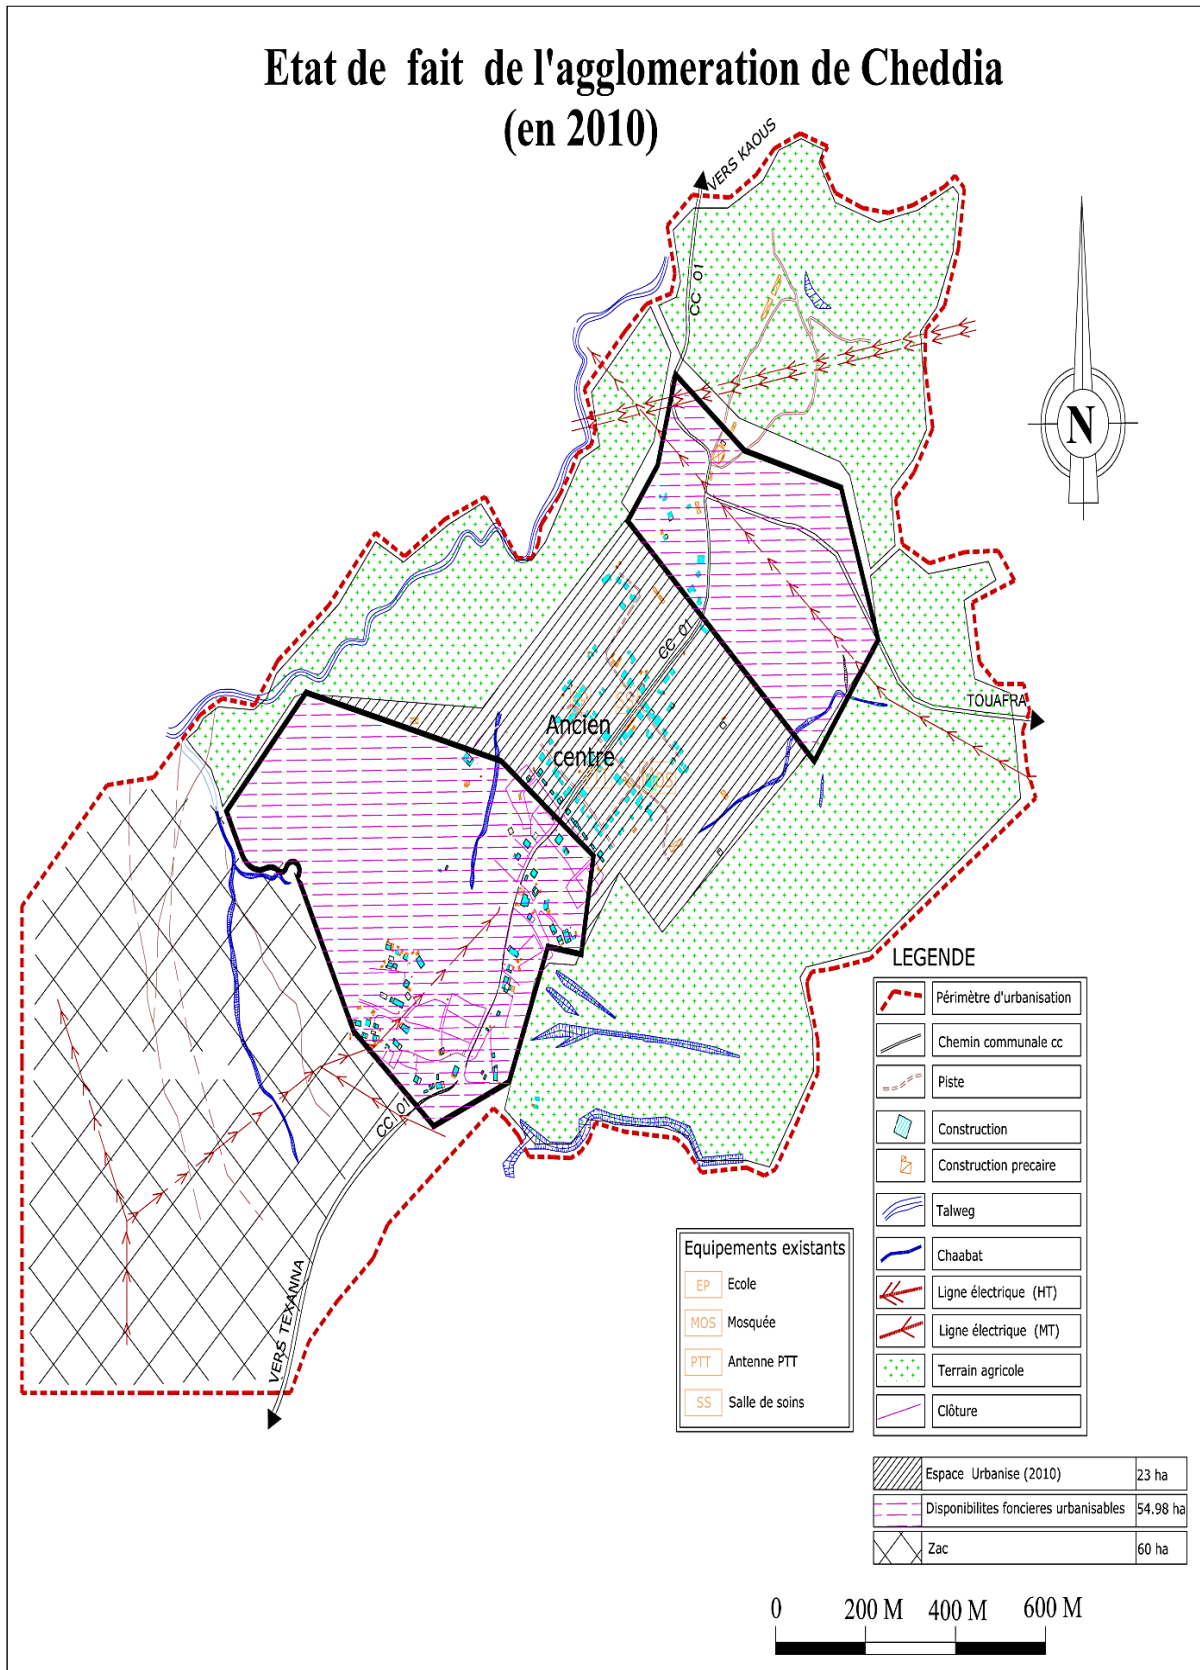 Etat de fait de l'agglomeration de Cheddia
(en 2010)
VERS KAOUS
CC 01
N
CC 01
TOUAFRA
SS
Ancien
centre
MOS
CC 01
VERS TEXANNA
LEGENDE
Périmètre d'urbanisation
Chemin communale cc
Piste
Construction
Construction precaire
Talweg
Chaabat
Ligne électrique (HT)
Ligne électrique (MT)
Terrain agricole
Clôture
Equipements existants
EP Ecole
MOS Mosquée
PTT Antenne PTT
SS Salle de soins
Espace Urbanise (2010) 23 ha
Disponibilites foncieres urbanisables 54.98 ha
Zac 60 ha
0 200 M 400 M 600 M